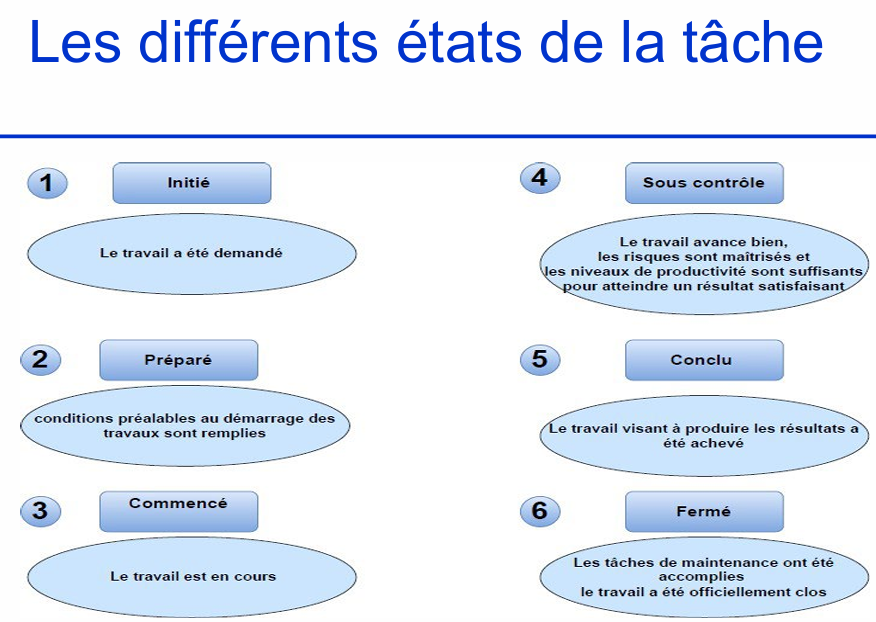 Les différents états de la tâche
1
Initié
Le travail a été demandé
2
Préparé
conditions préalables au démarrage des
travaux sont remplies
3
Commencé
Le travail est en cours
4
Sous contrôle
Le travail avance bien,
les risques sont maîtrisés et
les niveaux de productivité sont suffisants
pour atteindre un résultat satisfaisant
5
Conclu
Le travail visant à produire les résultats a
été achevé
6
Fermé
Les tâches de maintenance ont été
accomplies
le travail a été officiellement clos